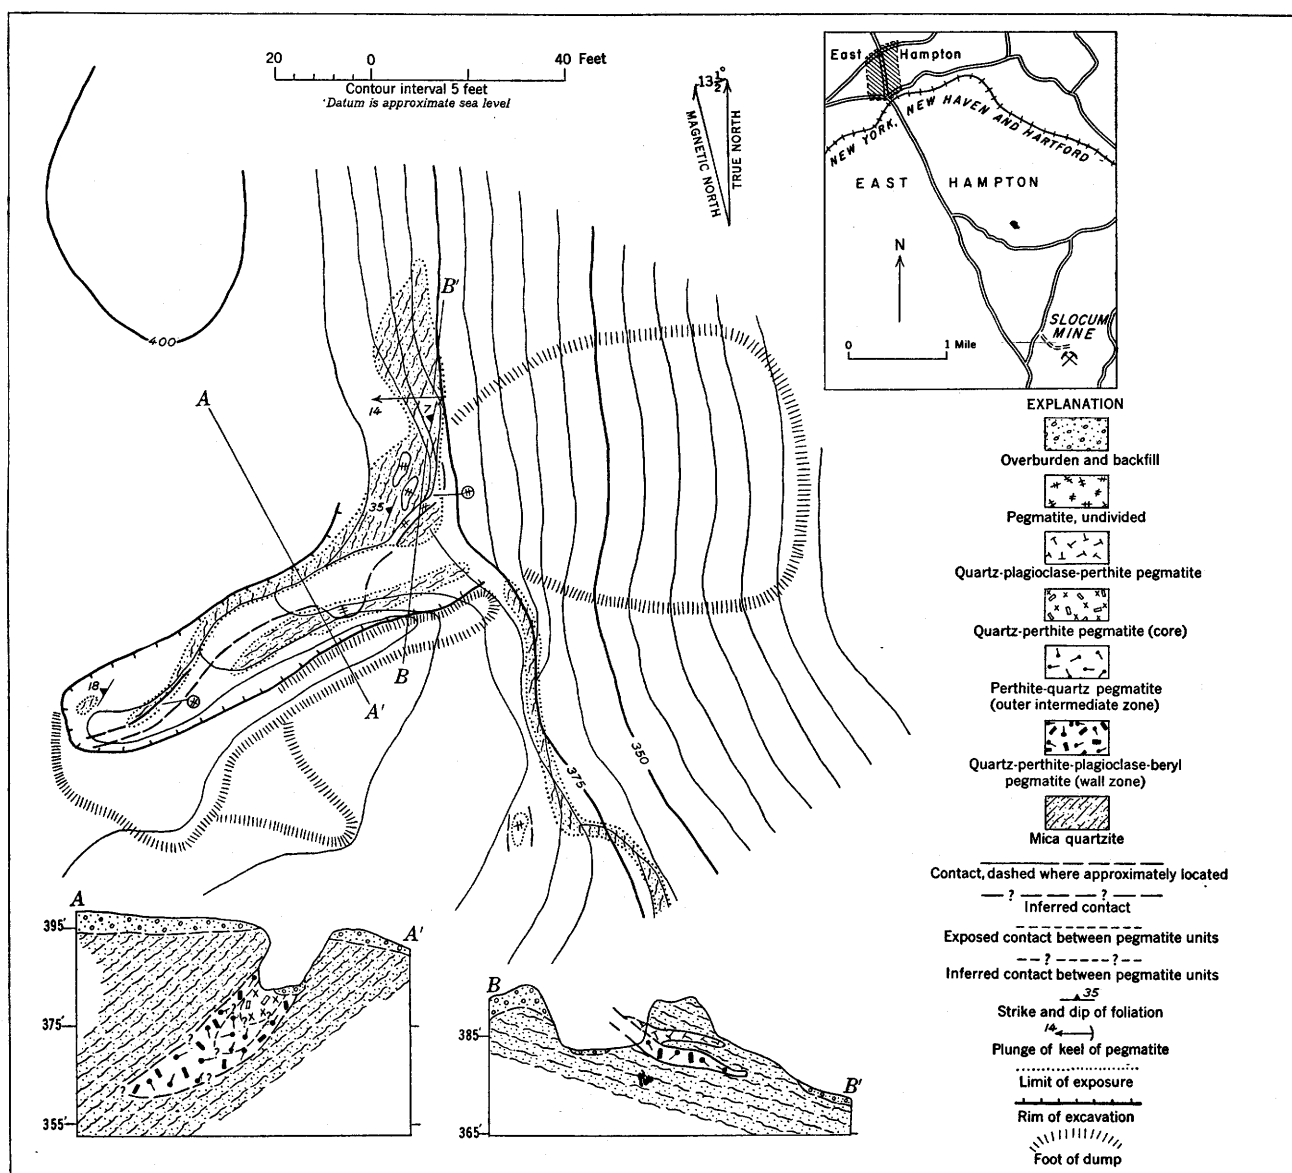 20 0 40 Feet
Contour interval 5 feet
Datum is approximate sea level
13½°
MAGNETIC NORTH
TRUE NORTH
East Hampton
NEW YORK, NEW HAVEN AND HARTFORD
EAST HAMPTON
N
SLOCUM
MINE
0 1 Mile
400
B'
A
14
7
35
18
B
A'
350
375
EXPLANATION
Overburden and backfill
Pegmatite, undivided
Quartz-plagioclase-perthite pegmatite
Quartz-perthite pegmatite (core)
Perthite-quartz pegmatite
(outer intermediate zone)
Quartz-perthite-plagioclase-beryl
pegmatite (wall zone)
Mica quartzite
Contact, dashed where approximately located
? ?
Inferred contact
Exposed contact between pegmatite units
? ?
Inferred contact between pegmatite units
35
Strike and dip of foliation
14
Plunge of keel of pegmatite
Limit of exposure
Rim of excavation
Foot of dump
A
395'
A'
375'
355'
B
385'
B'
365'